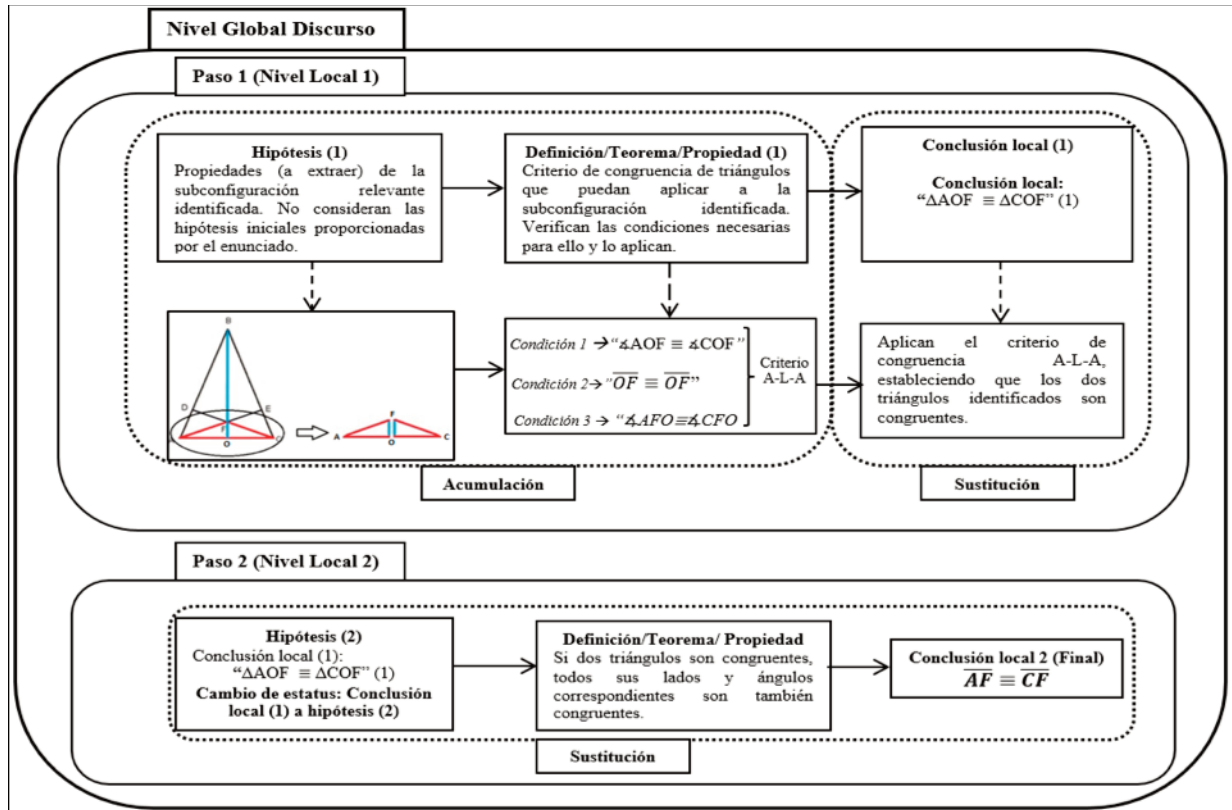 Nivel Global Discurso
Paso 1 (Nivel Local 1)
Hipótesis (1)
Propiedades (a extraer) de la
subconfiguración relevante
identificada. No consideran las
hipótesis iniciales proporcionadas
por el enunciado.
Definición/Teorema/Propiedad (1)
Criterio de congruencia de triángulos
que puedan aplicar a la
subconfiguración identificada.
Verifican las condiciones necesarias
para ello y lo aplican.
Conclusión local (1)
Conclusión local:
“ΔAOF ≡ ΔCOF” (1)
B
D
E
F
A
O
C
F
A
O
C
Condición 1 → “∡AOF ≡ ∡COF”
Condición 2 → “OF ≡ OF”
Condición 3 → “∡AFO≡∡CFO
Criterio
A-L-A
Aplican el criterio de
congruencia A-L-A,
estableciendo que los dos
triángulos identificados son
congruentes.
Acumulación
Sustitución
Paso 2 (Nivel Local 2)
Hipótesis (2)
Conclusión local (1):
“ΔAOF ≡ ΔCOF” (1)
Cambio de estatus: Conclusión
local (1) a hipótesis (2)
Definición/Teorema/ Propiedad
Si dos triángulos son congruentes,
todos sus lados y ángulos
correspondientes son también
congruentes.
Conclusión local 2 (Final)
AF ≡ CF
Sustitución